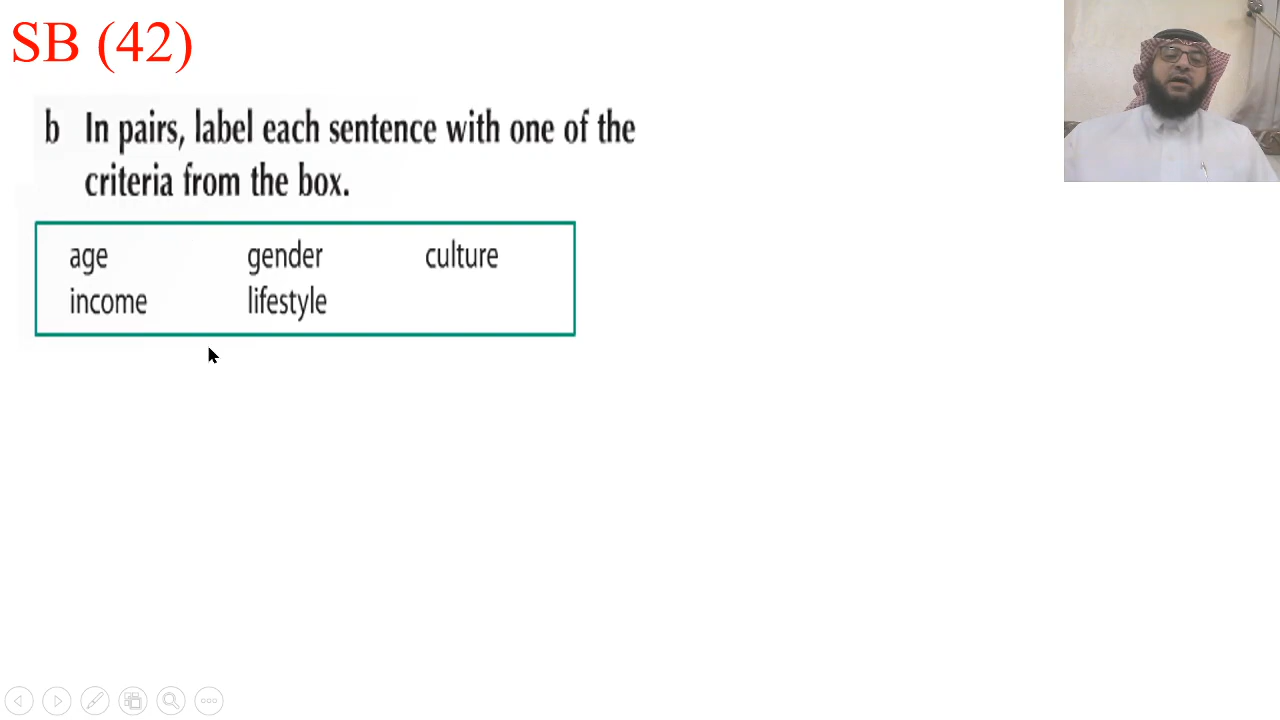 SB (42)
b In pairs, label each sentence with one of the
criteria from the box.
age gender culture
income lifestyle